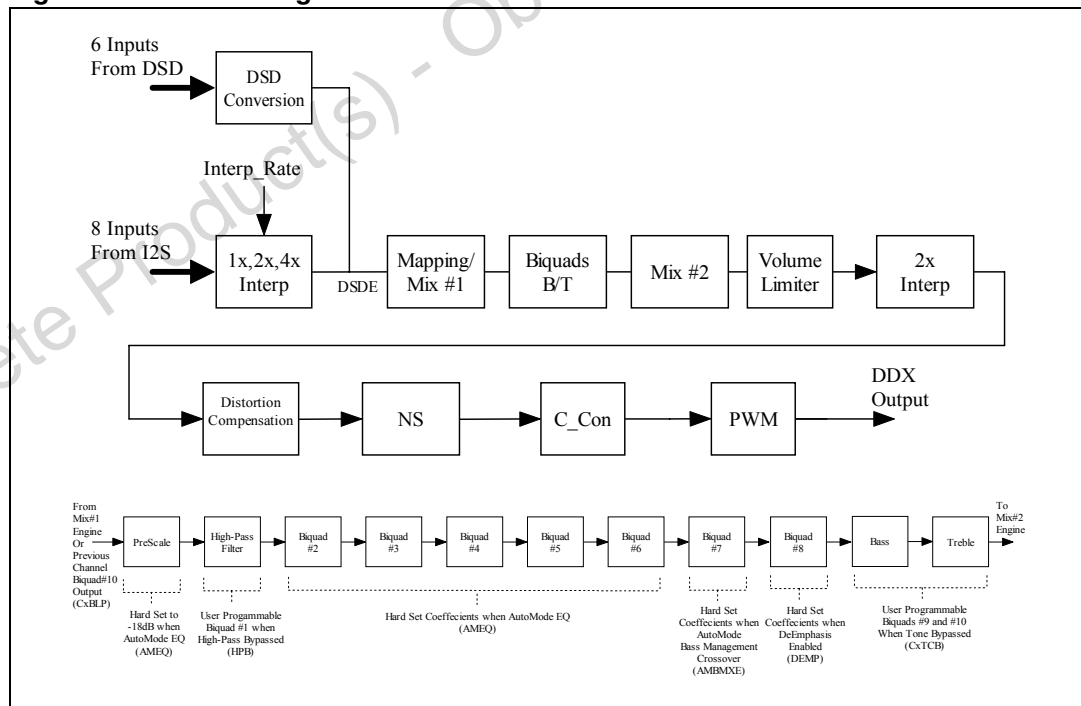 6 Inputs
From DSD
DSD
Conversion
Interp_Rate
8 Inputs
From I2S
1x,2x,4x
Interp
DSDE
Mapping/
Mix #1
Biquads
B/T
Mix #2
Volume
Limiter
2x
Interp
Distortion
Compensation
NS
C_Con
PWM
DDX
Output
From
Mix#1
Engine
Or
Previous
Channel
Biquad#10
Output
(CxBLP)
PreScale
High-Pass
Filter
Biquad
#2
Biquad
#3
Biquad
#4
Biquad
#5
Biquad
#6
Biquad
#7
Biquad
#8
Bass
Treble
To
Mix#2
Engine
Hard Set to
-18dB when
AutoMode EQ
(AMEQ)
User Progammable
Biquad #1 when
High-Pass Bypassed
(HPB)
Hard Set Coeffecients when AutoMode EQ
(AMEQ)
Hard Set
Coeffecients when
AutoMode
Bass Management
Crossover
(AMBMXE)
Hard Set
Coeffecients when
DeEmphasis
Enabled
(DEMP)
User Programmable
Biquads #9 and #10
When Tone Bypassed
(CxTCB)
ete Product(s) - Ob